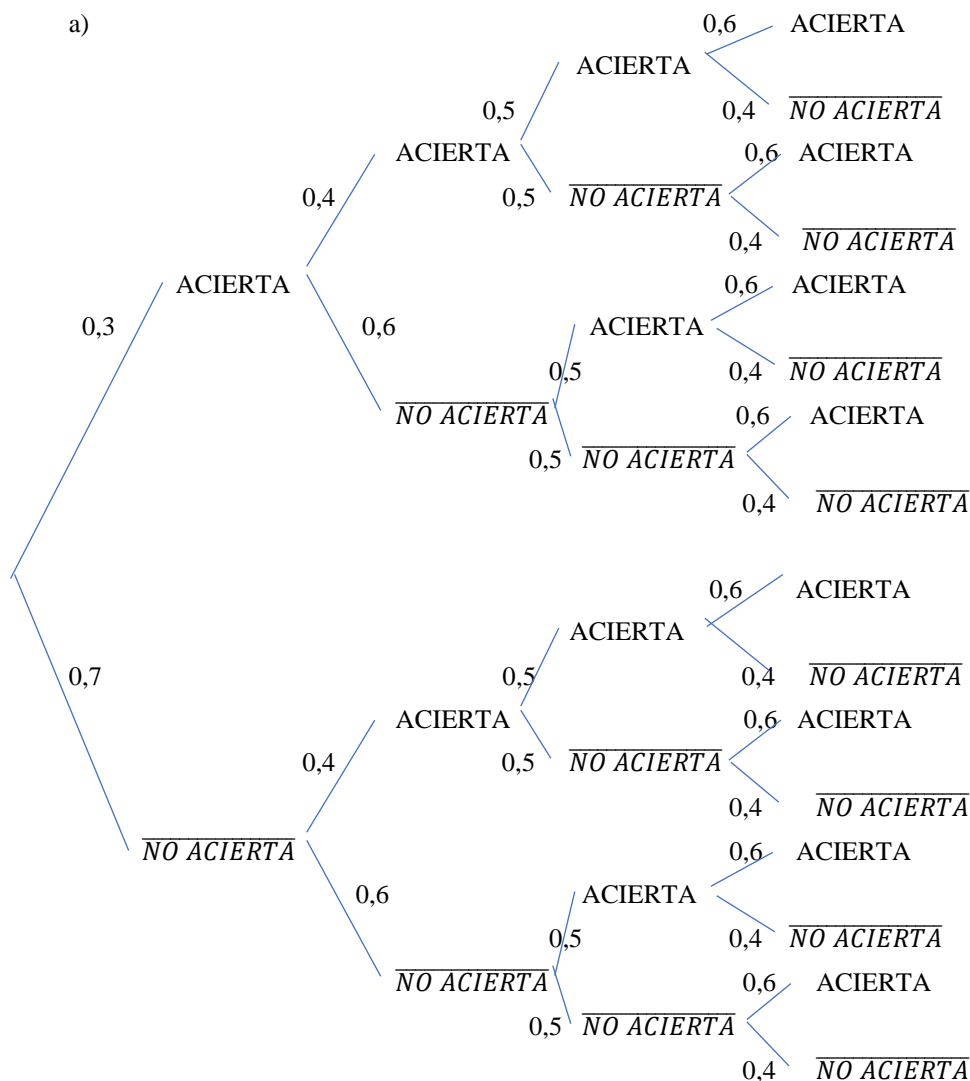 a)
0,6 ACIERTA
ACIERTA
0,5 0,4 NO ACIERTA
ACIERTA 0,6 ACIERTA
0,4 0,5 NO ACIERTA
0,4 NO ACIERTA
ACIERTA 0,6 ACIERTA
0,3 0,6 ACIERTA
0,5 0,4 NO ACIERTA
NO ACIERTA 0,6 ACIERTA
0,5 NO ACIERTA
0,4 NO ACIERTA
0,6 ACIERTA
ACIERTA
0,7 0,5 0,4 NO ACIERTA
ACIERTA 0,6 ACIERTA
0,4 0,5 NO ACIERTA
0,4 NO ACIERTA
NO ACIERTA 0,6 ACIERTA
0,6 ACIERTA
0,5 0,4 NO ACIERTA
NO ACIERTA 0,6 ACIERTA
0,5 NO ACIERTA
0,4 NO ACIERTA